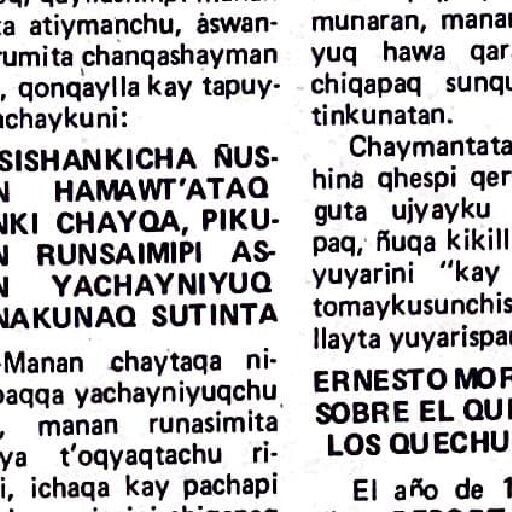 ta atiymanchu, áswan-
rumita chanqashayman
, qonqaylla kay tapuy-
achaykuni:
SISHANKICHA ÑUS-
N HAMAWT'ATAQ
NKI CHAYQA, PIKU-
N RUNSAIMIPI AS-
N YACHAYNIYUQ
NAKUNAQ SUTINTA
-Manan chaytaqa ni-
paqqa yachayniyuqchu
, manan runasimita
ya t'oqyaqtachu ri-
i, ichaqa kay pachapi
munaran, manan
yuq hawa qar
chiqapaq sunqu
tinkunatan.
Chaymantata
hina qhespi qer
guta ujyayku
paq, ñuqa kikill
yuyarini "kay
tomaykusunchis
llayta yuyarispa
ERNESTO MOR
SOBRE EL QUE
LOS QUECHU
El año de 1